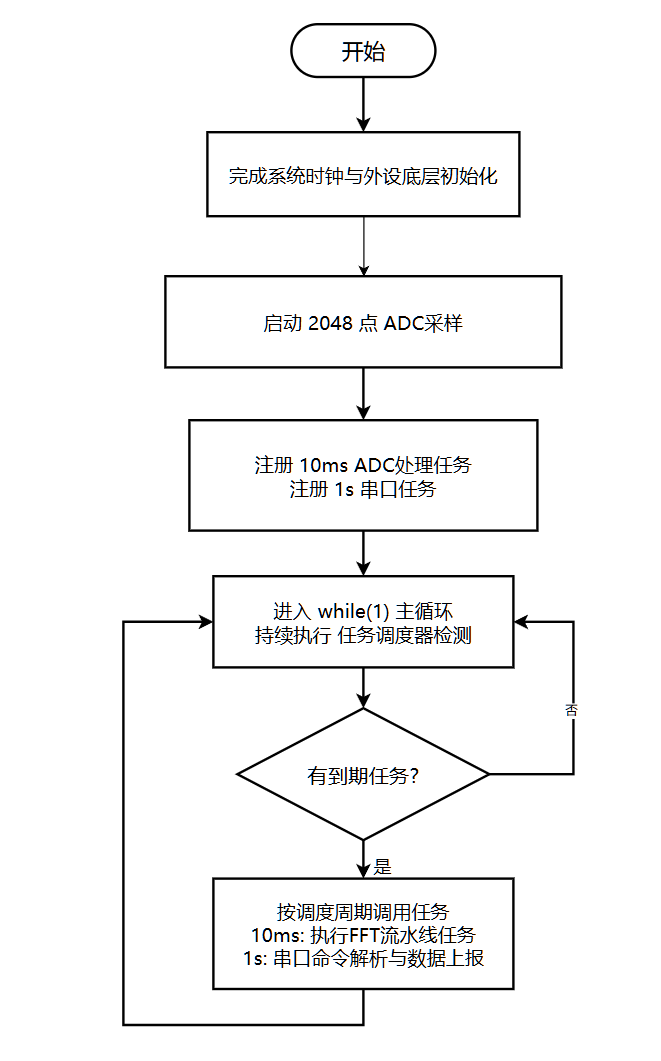 开始
完成系统时钟与外设底层初始化
启动 2048 点 ADC采样
注册 10ms ADC处理任务
注册 1s 串口任务
进入 while(1) 主循环
持续执行 任务调度器检测
否
有到期任务?
是
按调度周期调用任务
10ms: 执行FFT流水线任务
1s: 串口命令解析与数据上报